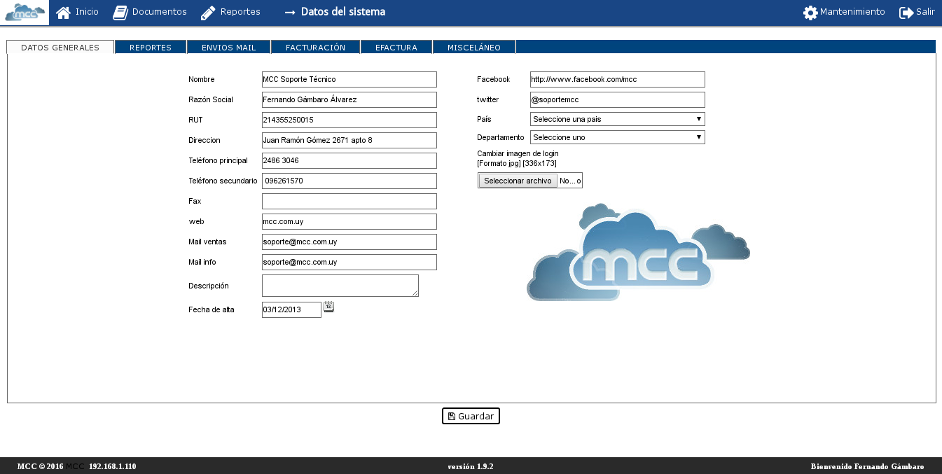 mcc Inicio Documentos Reportes → Datos del sistema Mantenimiento Salir
DATOS GENERALES REPORTES ENVIOS MAIL FACTURACIÓN EFACTURA MISCELÁNEO
Nombre MCC Soporte Técnico
Razón Social Fernando Gámbaro Álvarez
RUT 214355250015
Direccion Juan Ramón Gómez 2671 apto 8
Teléfono principal 2486 3046
Teléfono secundario 096261570
Fax
web mcc.com.uy
Mail ventas soporte@mcc.com.uy
Mail info soporte@mcc.com.uy
Descripción
Fecha de alta 03/12/2013
Facebook http://www.facebook.com/mcc
twitter @soportemcc
País Seleccione una país
Departamento Seleccione uno
Cambiar imagen de login
[Formato jpg] [336x173]
Seleccionar archivo No...o
mcc
Guardar
MCC © 2016 MCC 192.168.1.110 versión 1.9.2 Bienvenido Fernando Gámbaro